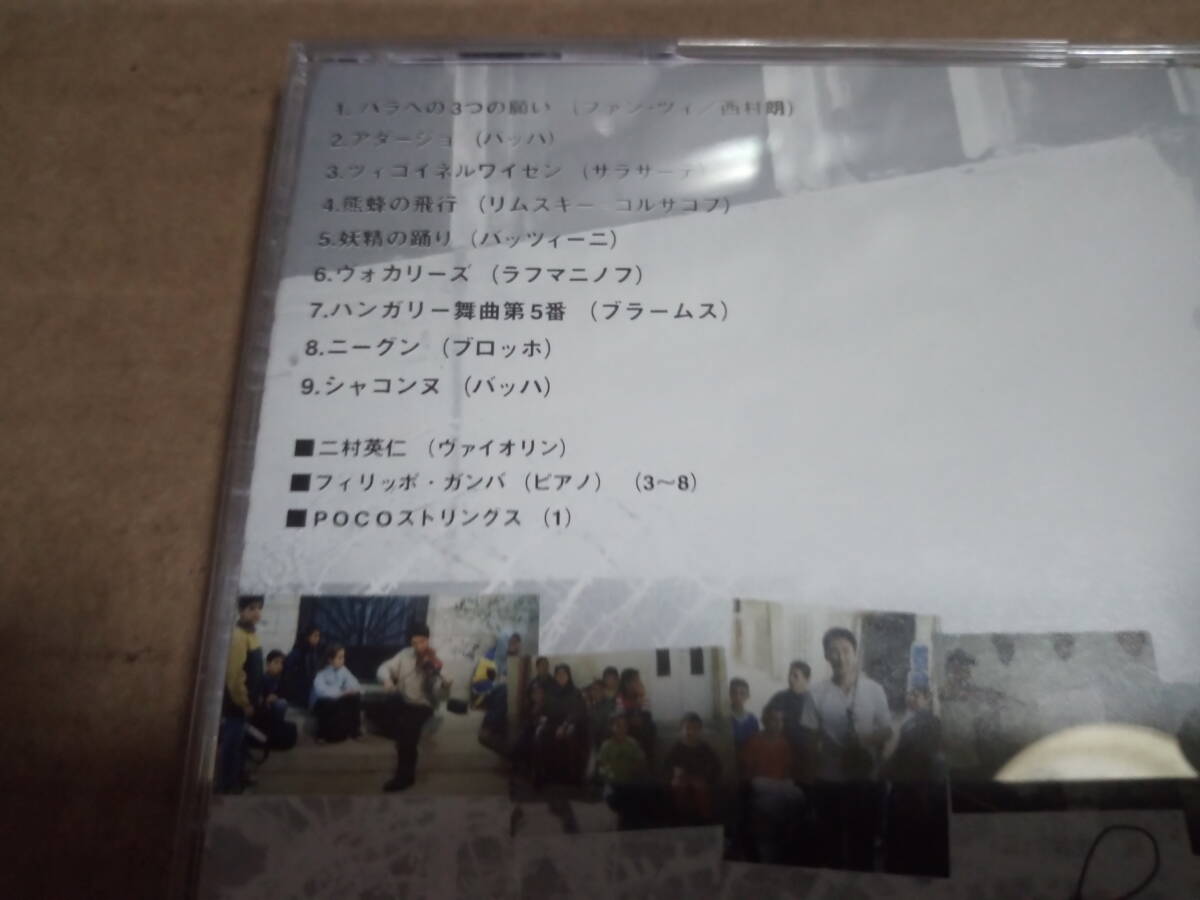 1. バラへの3つの願い （ファン・ツィ／西村朗）
2.アダージョ （バッハ）
3.ツィゴイネルワイゼン （サラサーテ）
4.熊蜂の飛行 （リムスキー コルサコフ）
5.妖精の踊り （バッツィーニ）
6.ヴォカリーズ （ラフマニノフ）
7.ハンガリー舞曲第5番 （ブラームス）
8.ニーグン （ブロッホ）
9.シャコンヌ （バッハ）
■二村英仁 （ヴァイオリン）
■フィリッポ・ガンバ （ピアノ） （3～8）
■POCOストリングス （1）